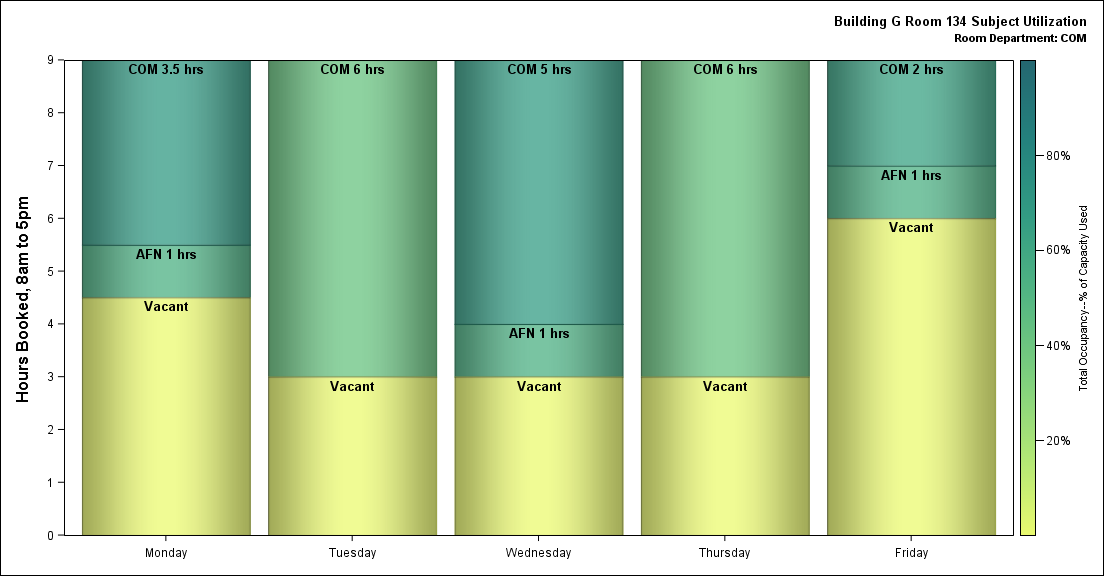 Building G Room 134 Subject Utilization
Room Department: COM
Hours Booked, 8am to 5pm
9
8
7
6
5
4
3
2
1
0
COM 3.5 hrs
AFN 1 hrs
Vacant
COM 6 hrs
Vacant
COM 5 hrs
AFN 1 hrs
Vacant
COM 6 hrs
Vacant
COM 2 hrs
AFN 1 hrs
Vacant
Monday
Tuesday
Wednesday
Thursday
Friday
80%
60%
40%
20%
Total Occupancy--% of Capacity Used